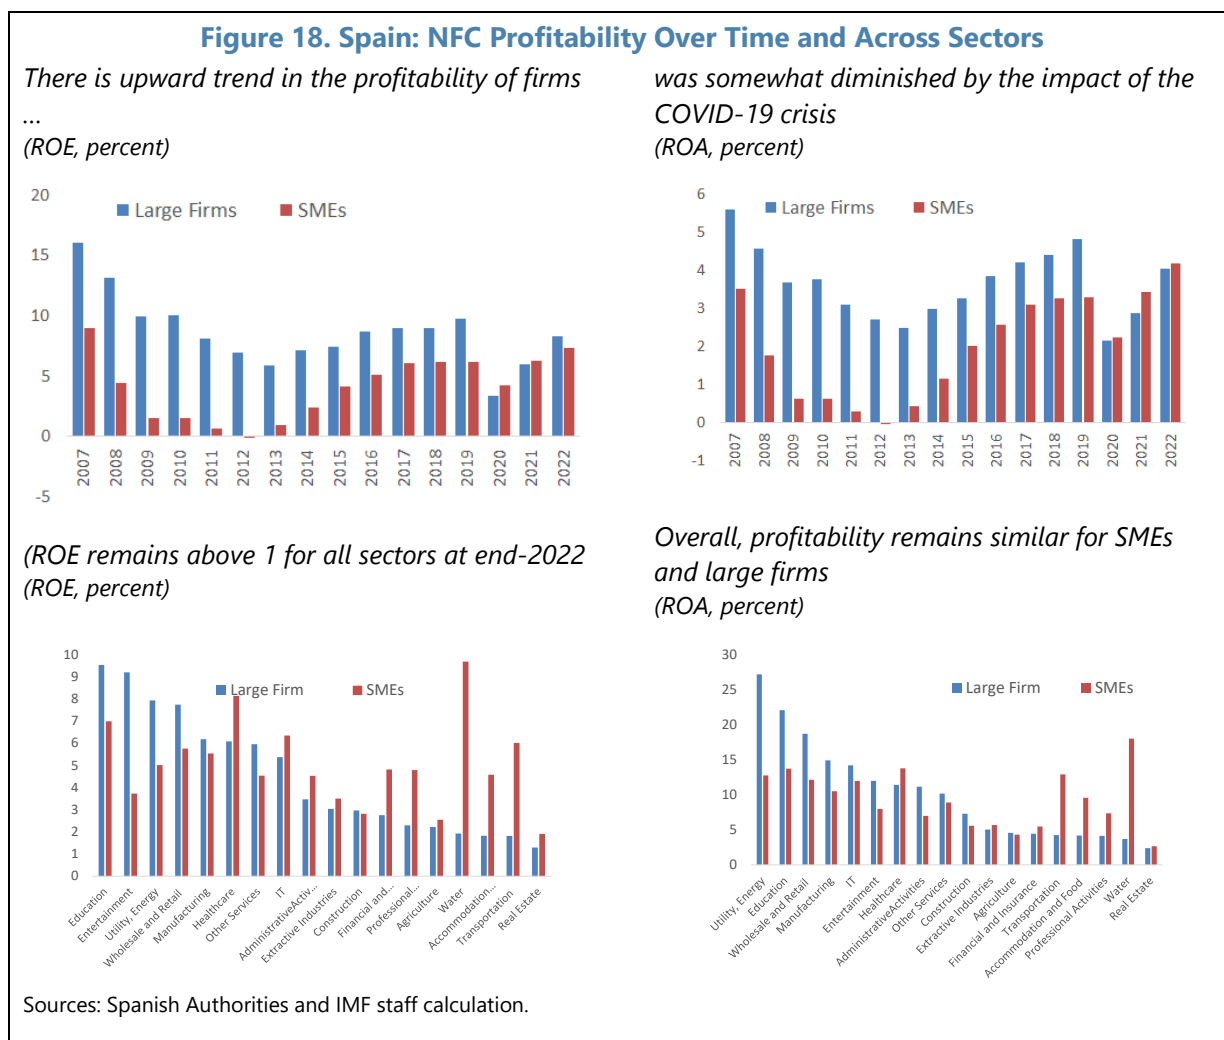 Figure 18. Spain: NFC Profitability Over Time and Across Sectors
There is upward trend in the profitability of firms
...
(ROE, percent)
20
15
10
5
0
-5
Large Firms
SMEs
2007
2008
2009
2010
2011
2012
2013
2014
2015
2016
2017
2018
2019
2020
2021
2022
was somewhat diminished by the impact of the
COVID-19 crisis
(ROA, percent)
6
5
4
3
2
1
0
-1
Large Firms
SMEs
2007
2008
2009
2010
2011
2012
2013
2014
2015
2016
2017
2018
2019
2020
2021
2022
(ROE remains above 1 for all sectors at end-2022
(ROE, percent)
10
9
8
7
6
5
4
3
2
1
0
Large Firm
SMEs
Education
Entertainment
Utility, Energy
Wholesale and Retail
Manufacturing
Healthcare
Other Services
IT
AdministrativeActiv...
Extractive Industries
Construction
Financial and...
Professional...
Agriculture
Water
Accommodation...
Transportation
Real Estate
Overall, profitability remains similar for SMEs
and large firms
(ROA, percent)
30
25
20
15
10
5
0
Large Firm
SMEs
Utility, Energy
Education
Wholesale and Retail
Manufacturing
IT
Entertainment
Healthcare
AdministrativeActivities
Other Services
Construction
Extractive Industries
Agriculture
Financial and Insurance
Transportation
Accommodation and Food
Professional Activities
Water
Real Estate
Sources: Spanish Authorities and IMF staff calculation.